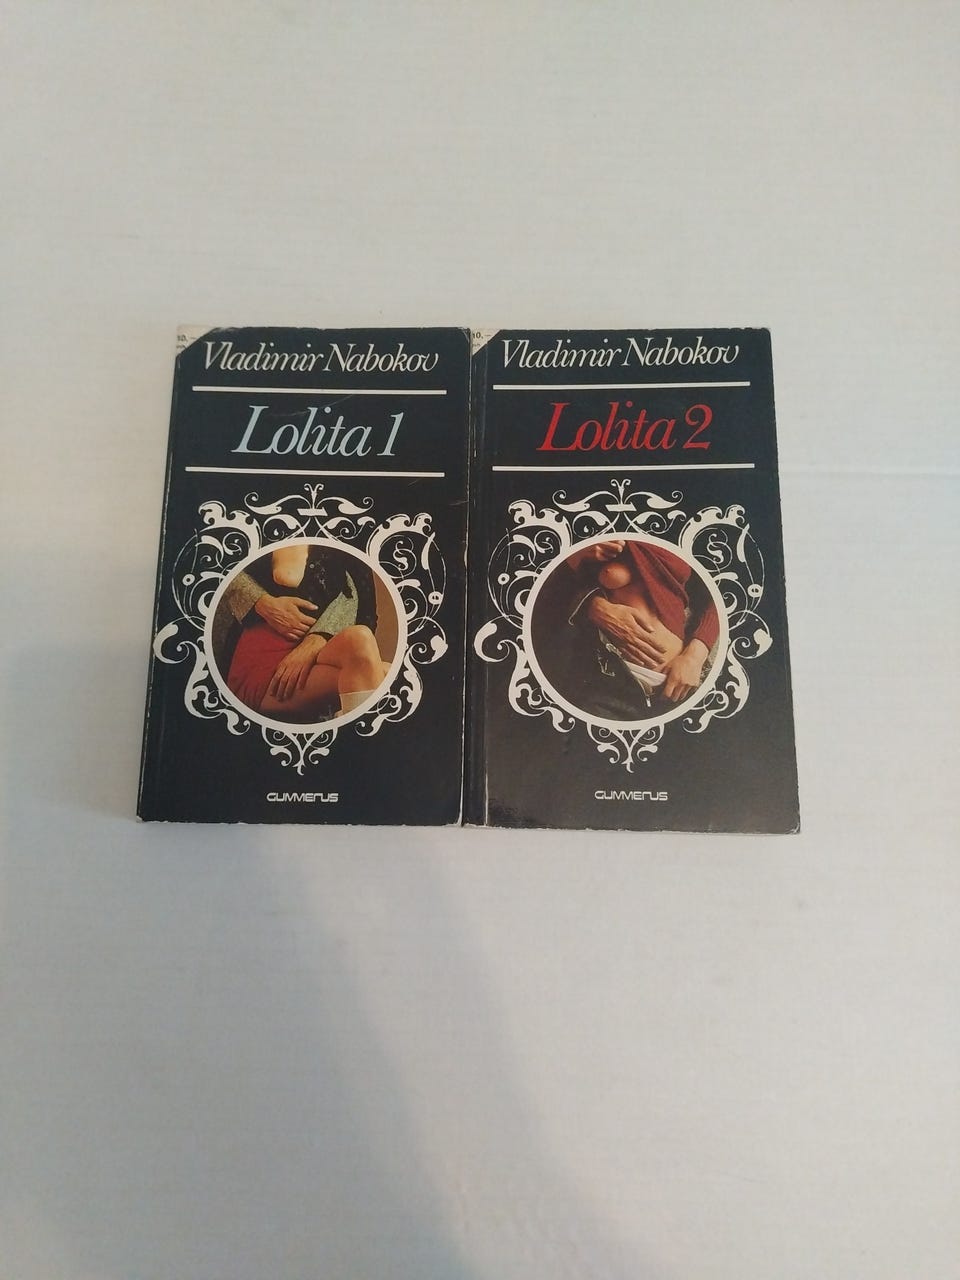 Vladimir Nabokov
Lolita 1
GUMMERUS
Vladimir Nabokov
Lolita 2
GUMMERUS